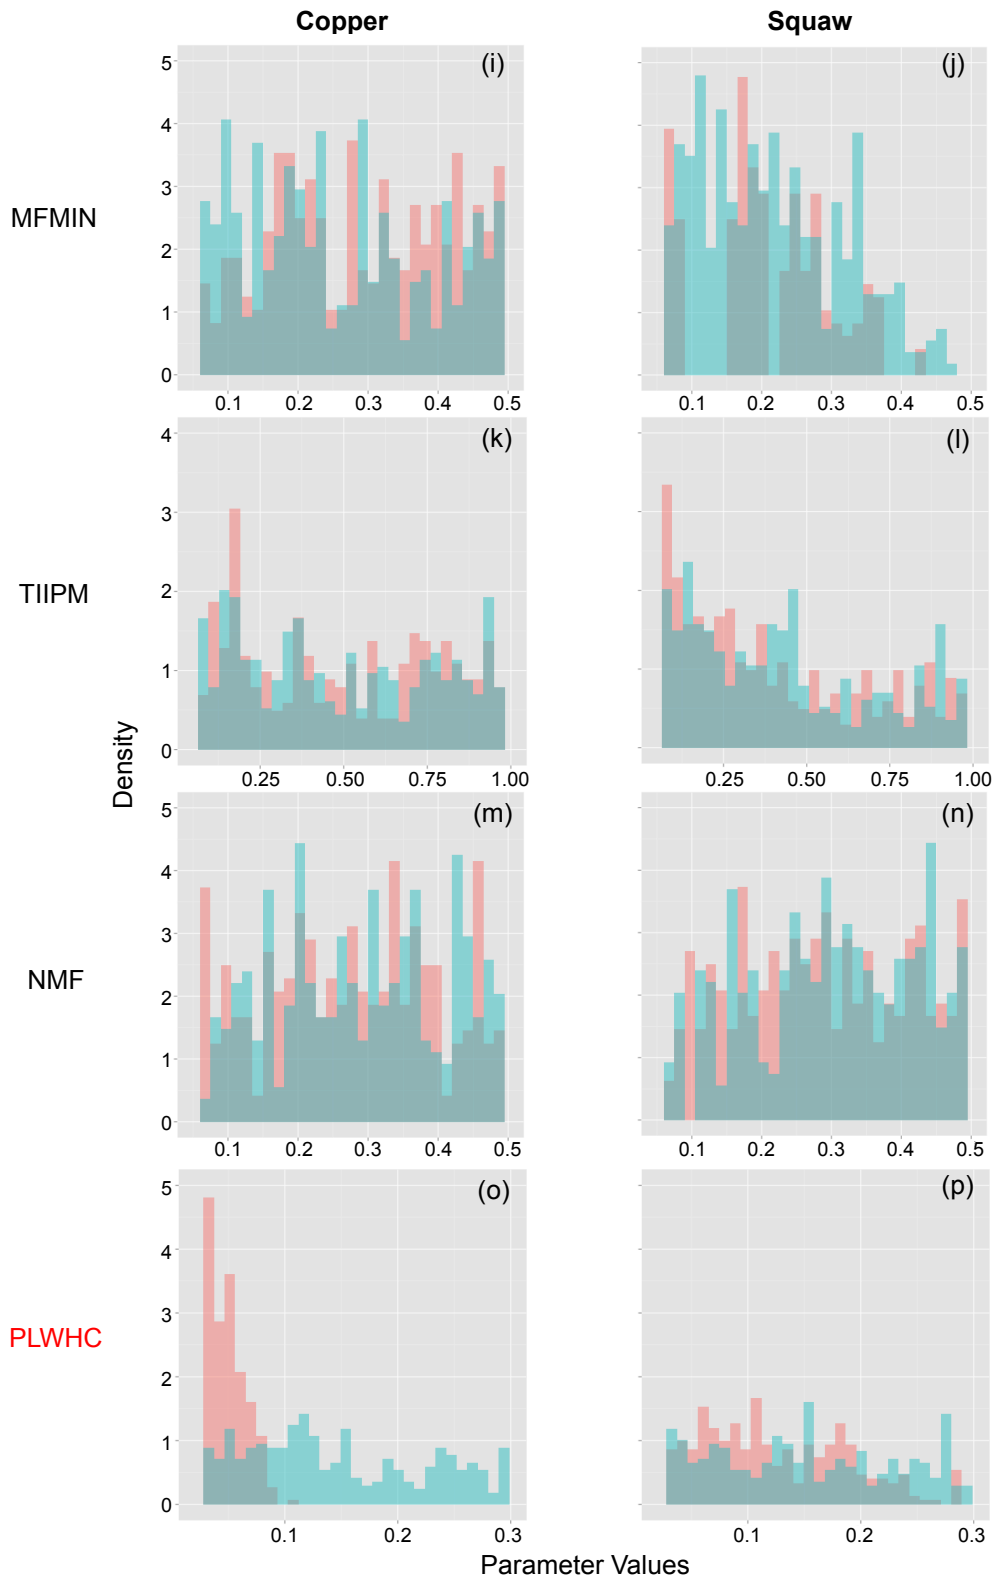 Copper Squaw
MFMIN
(i)
5
4
3
2
1
0
0.1 0.2 0.3 0.4 0.5
(j)
0.1 0.2 0.3 0.4 0.5
TIIPM
(k)
4
3
2
1
0
0.25 0.50 0.75 1.00
(l)
0.25 0.50 0.75 1.00
Density
NMF
(m)
5
4
3
2
1
0
0.1 0.2 0.3 0.4 0.5
(n)
0.1 0.2 0.3 0.4 0.5
PLWHC
(o)
5
4
3
2
1
0
0.1 0.2 0.3
(p)
0.1 0.2 0.3
Parameter Values